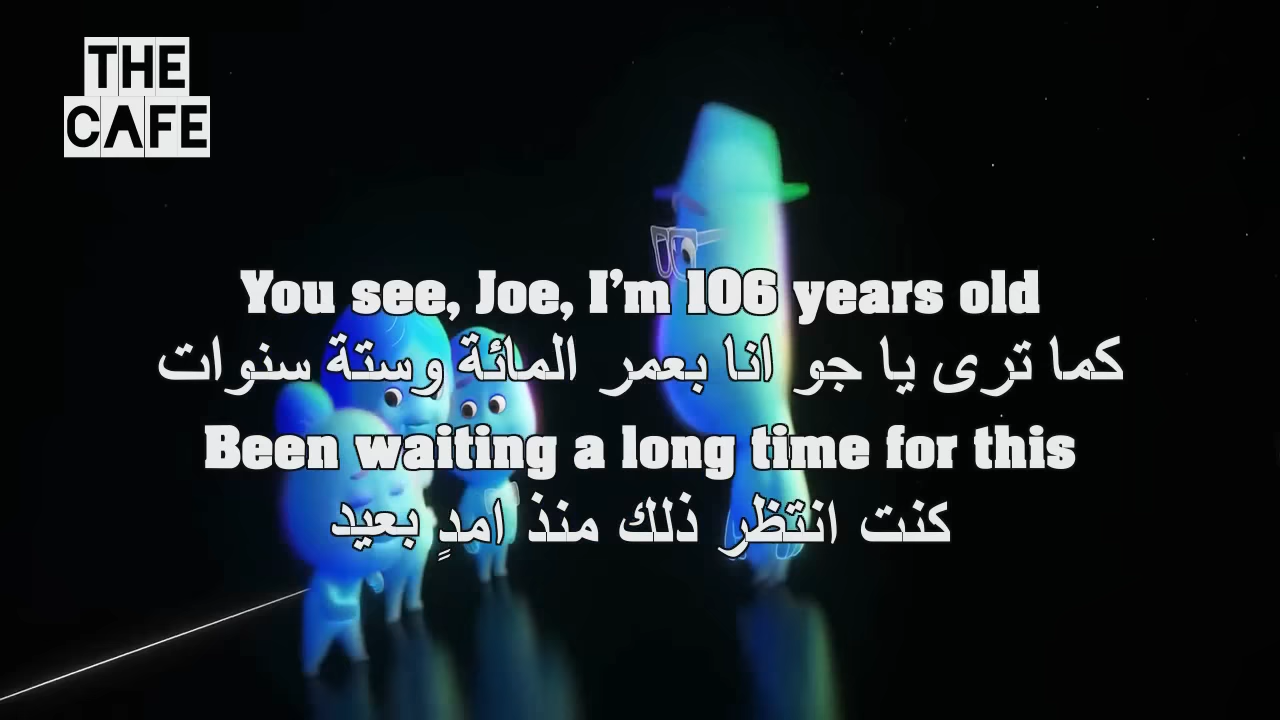 THE
CAFE
You see, Joe, I'm 106 years old
كما ترى يا جو انا بعمر المائة وستة سنوات
Been waiting a long time for this
كنت انتظر ذلك منذ امدٍ بعيد